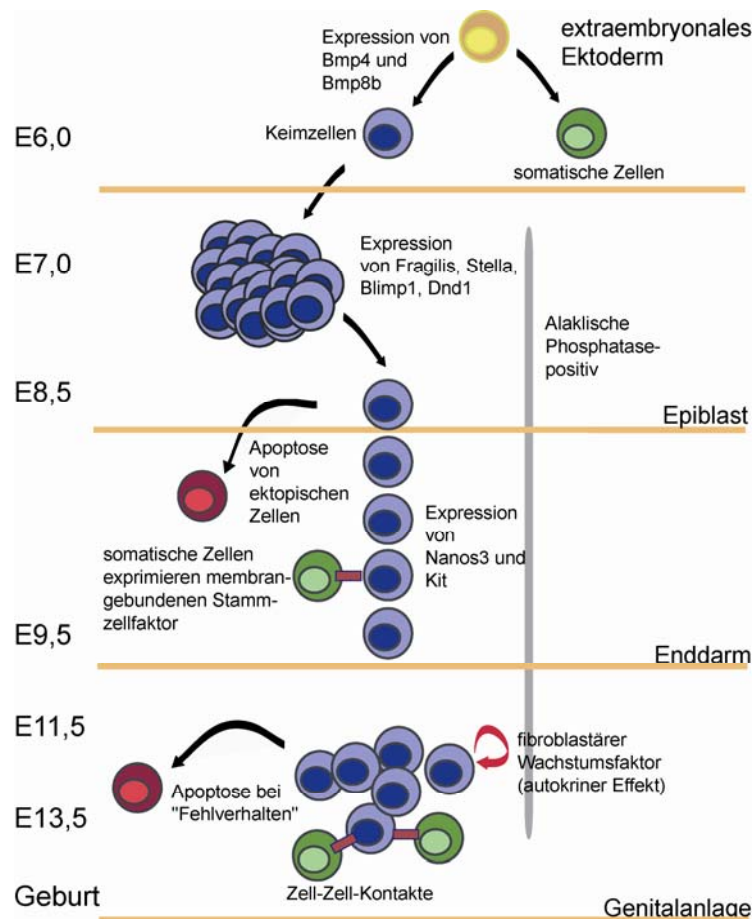 extraembryonales
Ektoderm
Expression von
Bmp4 und
Bmp8b
E6,0
Keimzellen
somatische Zellen
E7,0
Expression
von Fragilis, Stella,
Blimp1, Dnd1
Alaklische
Phosphatase-
positiv
E8,5
Epiblast
Apoptose
von
ektopischen
Zellen
Expression
von
Nanos3 und
Kit
somatische Zellen
exprimieren membran-
gebundenen Stamm-
zellfaktor
E9,5
Enddarm
E11,5
fibroblastärer
Wachstumsfaktor
(autokriner Effekt)
Apoptose bei
"Fehlverhalten"
E13,5
Zell-Zell-Kontakte
Geburt
Genitalanlage